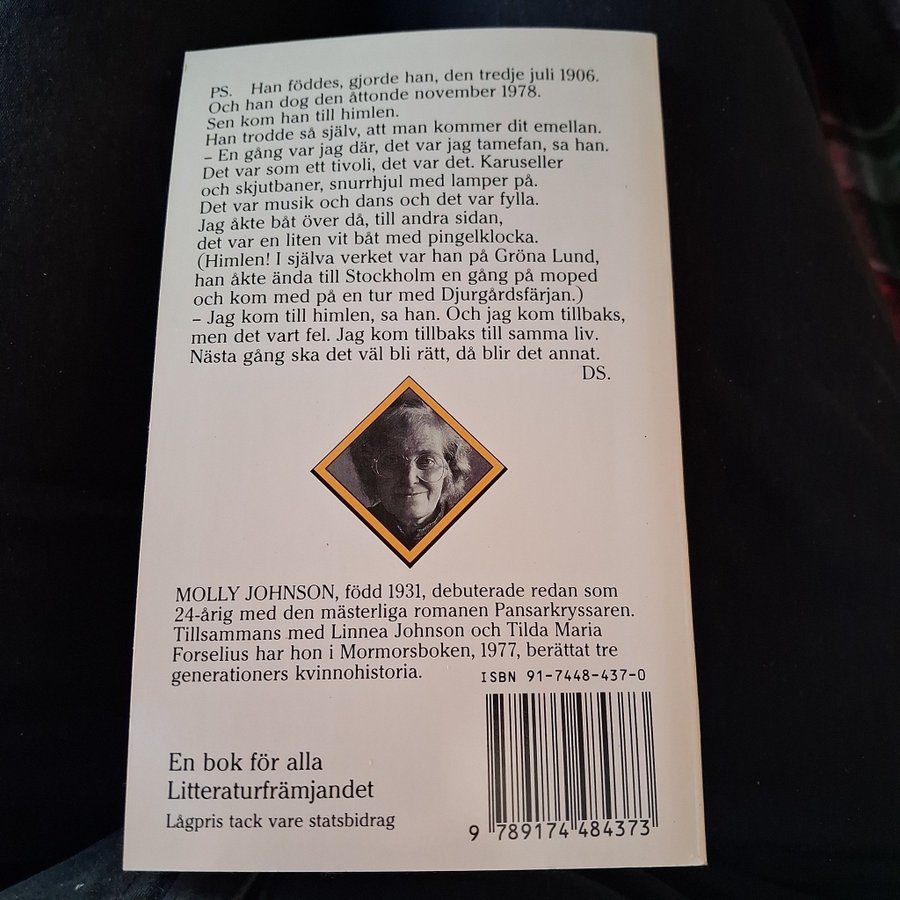 PS. Han föddes, gjorde han, den tredje juli 1906.
Och han dog den åttonde november 1978.
Sen kom han till himlen.
Han trodde så själv, att man kommer dit emellan.
– En gång var jag där, det var jag tamefan, sa han.
Det var som ett tivoli, det var det. Karuseller
och skjutbaner, snurrhjul med lamper på.
Det var musik och dans och det var fylla.
Jag åkte båt över då, till andra sidan,
det var en liten vit båt med pingelklocka.
(Himlen! I själva verket var han på Gröna Lund,
han åkte ända till Stockholm en gång på moped
och kom med på en tur med Djurgårdsfärjan.)
– Jag kom till himlen, sa han. Och jag kom tillbaks,
men det vart fel. Jag kom tillbaks till samma liv.
Nästa gång ska det väl bli rätt, då blir det annat.
DS.
MOLLY JOHNSON, född 1931, debuterade redan som
24-årig med den mästerliga romanen Pansarkryssaren.
Tillsammans med Linnea Johnson och Tilda Maria
Forselius har hon i Mormorsboken, 1977, berättat tre
generationers kvinnohistoria.
ISBN 91-7448-437-0
En bok för alla
Litteraturfrämjandet
Lågpris tack vare statsbidrag
9 789174 484373